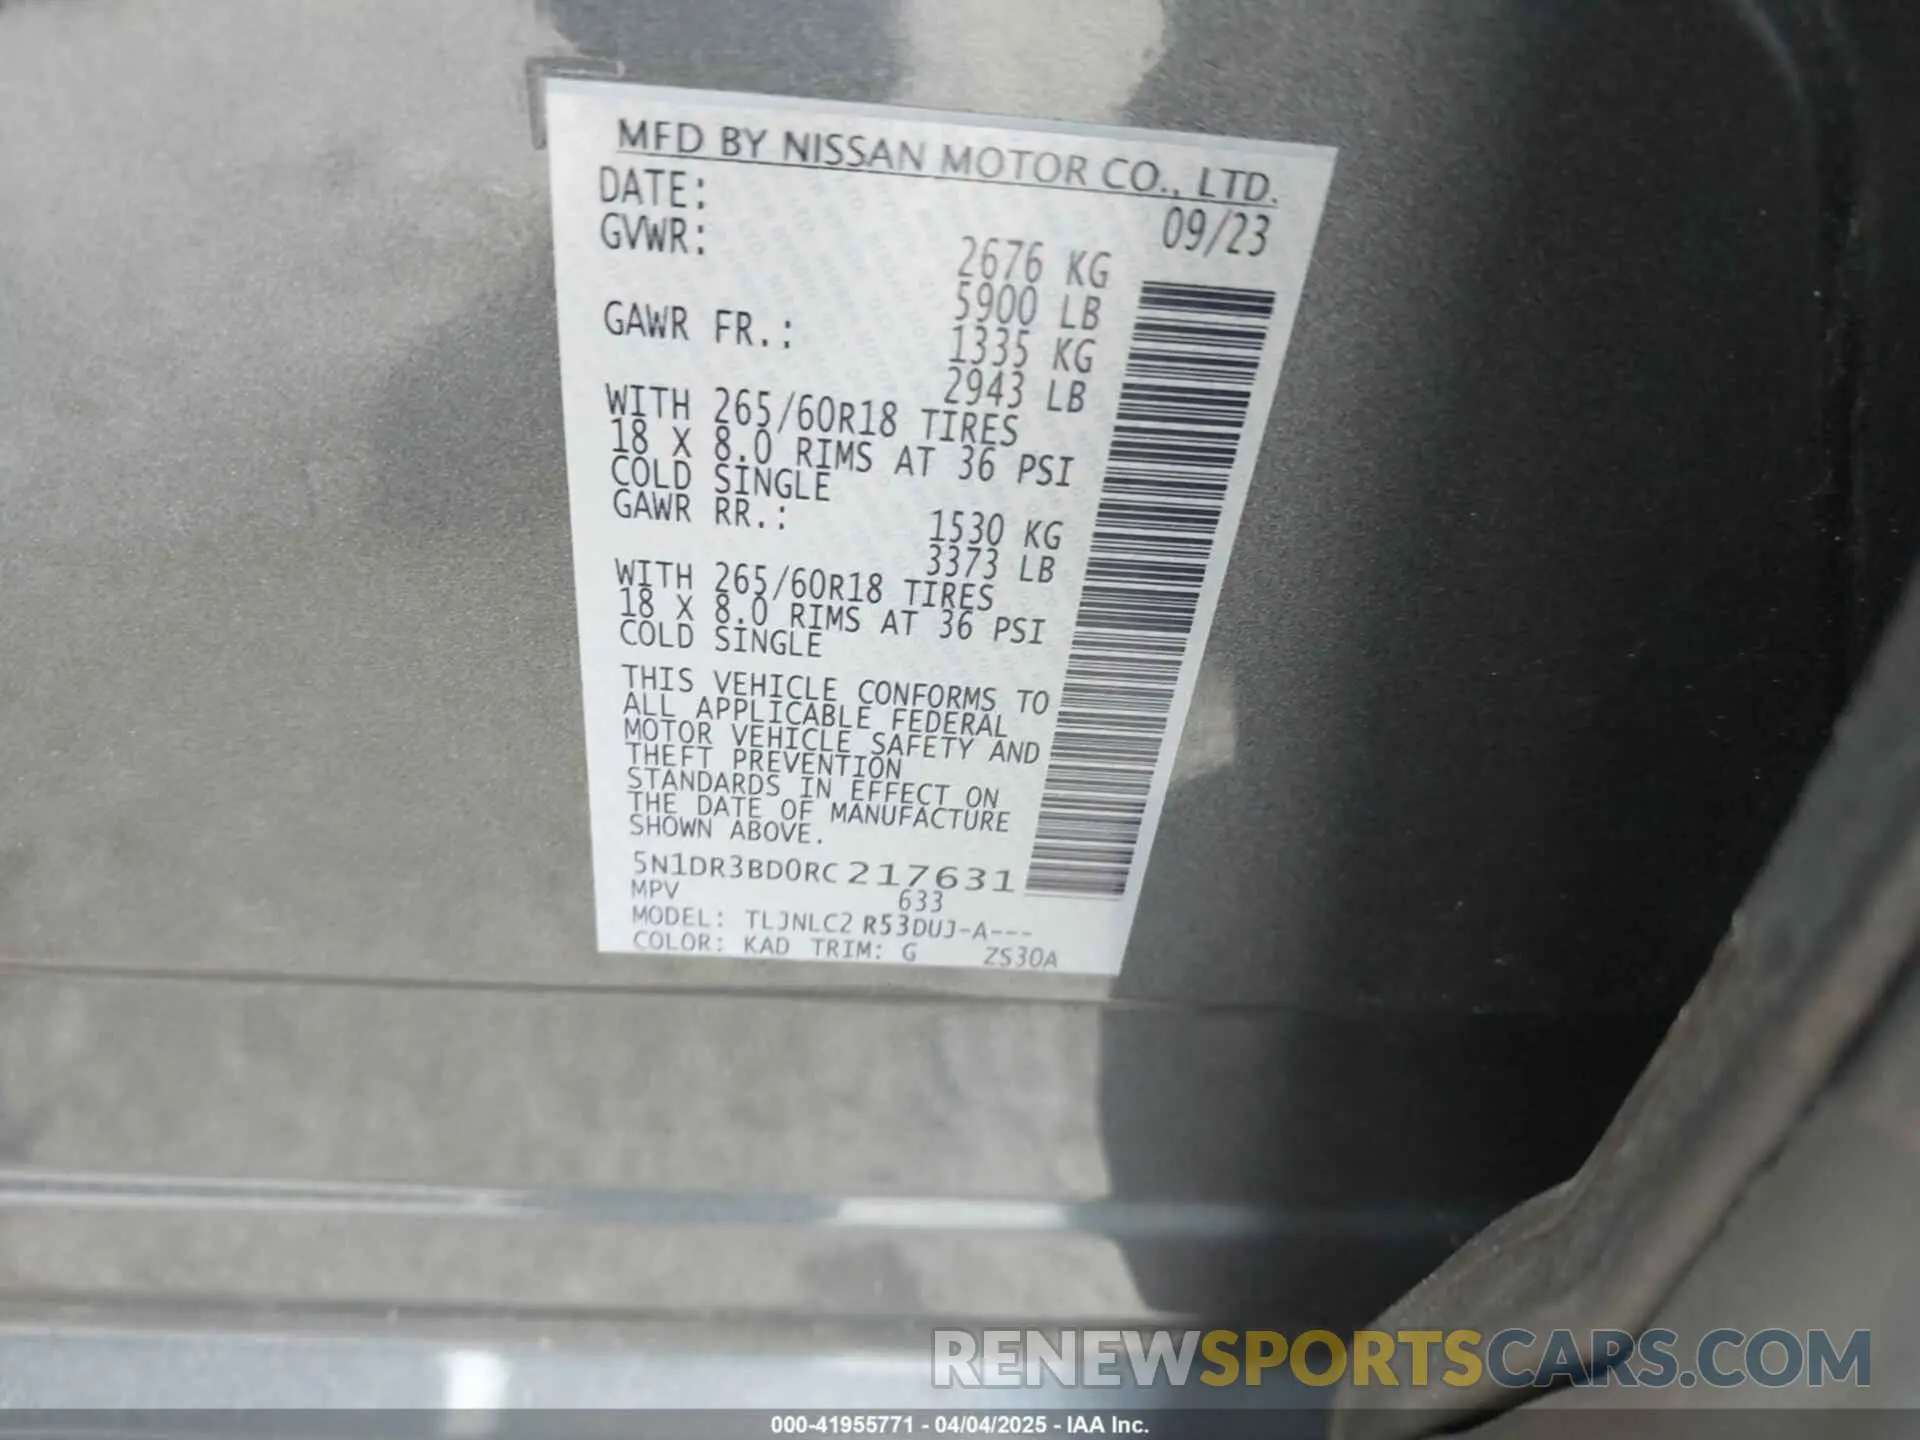 MFD BY NISSAN MOTOR CO., LTD.
DATE: 09/23
GVWR: 2676 KG
5900 LB
GAWR FR.: 1335 KG
2943 LB
WITH 265/60R18 TIRES
18 X 8.0 RIMS AT 36 PSI
COLD SINGLE
GAWR RR.: 1530 KG
3373 LB
WITH 265/60R18 TIRES
18 X 8.0 RIMS AT 36 PSI
COLD SINGLE
THIS VEHICLE CONFORMS TO
ALL APPLICABLE FEDERAL
MOTOR VEHICLE SAFETY AND
THEFT PREVENTION
STANDARDS IN EFFECT ON
THE DATE OF MANUFACTURE
SHOWN ABOVE.
5N1DR3BD0RC217631
MPV 633
MODEL: TLJNLC2 R53DUJ-A---
COLOR: KAD TRIM: G ZS30A
RENEWSPORTSCARS.COM
000-41955771 - 04/04/2025 - IAA Inc.